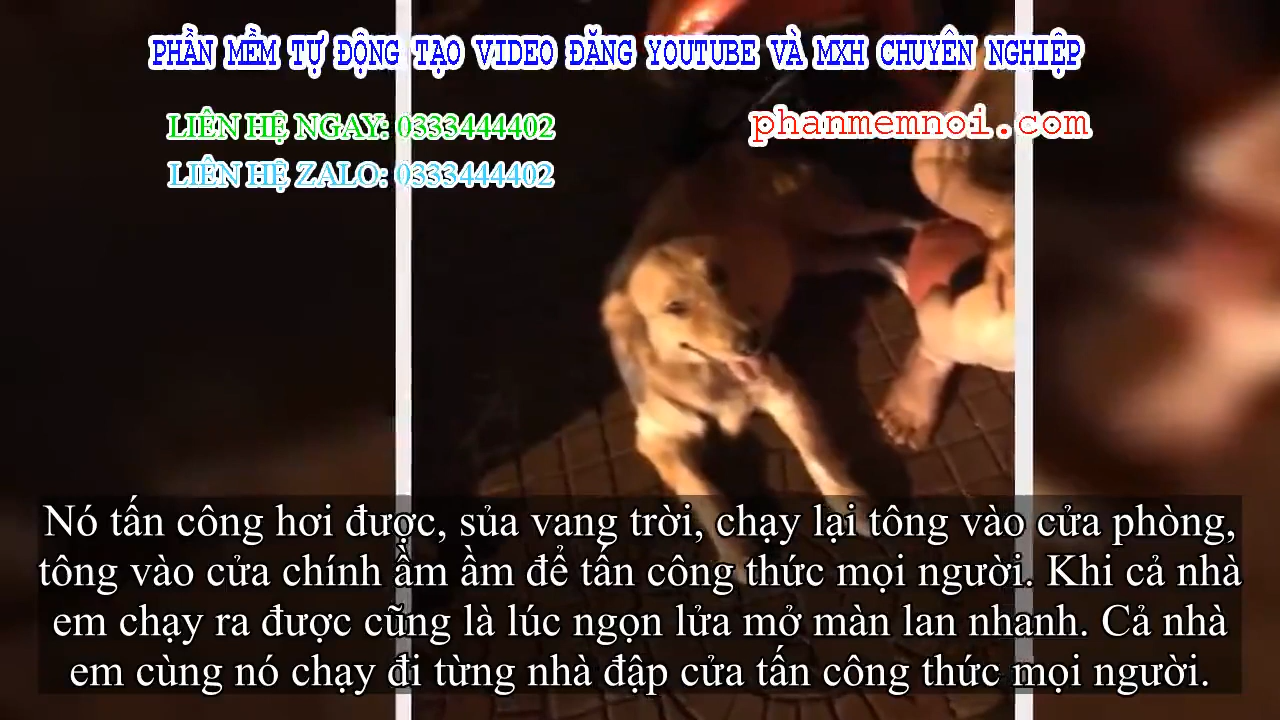 PHẦN MỀM TỰ ĐỘNG TẠO VIDEO ĐĂNG YOUTUBE VÀ MXH CHUYÊN NGHIỆP
LIÊN HỆ NGAY: 0333444402
phanmemnoi.com
LIÊN HỆ ZALO: 0333444402
Nó tấn công hơi được, sủa vang trời, chạy lại tông vào cửa phòng,
tông vào cửa chính ầm ầm để tấn công thức mọi người. Khi cả nhà
em chạy ra được cũng là lúc ngọn lửa mở màn lan nhanh. Cả nhà
em cùng nó chạy đi từng nhà đập cửa tấn công thức mọi người.